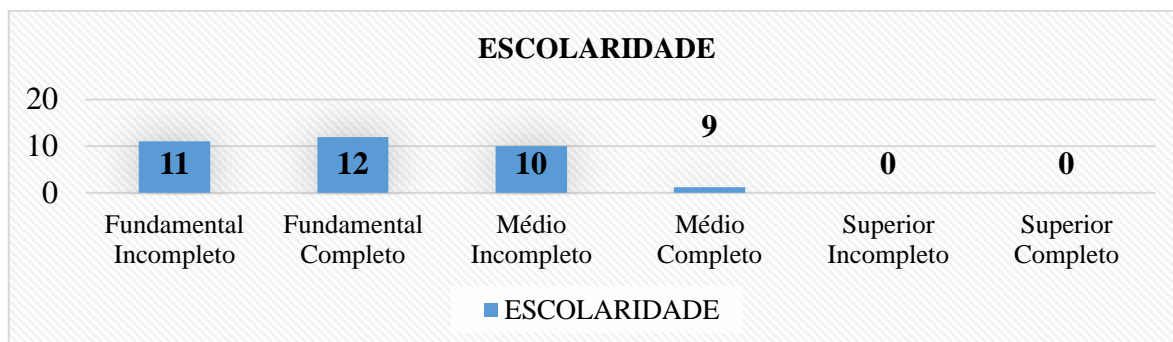 ESCOLARIDADE
20
10
0
11
12
10
9
0
0
Fundamental
Incompleto
Fundamental
Completo
Médio
Incompleto
Médio
Completo
Superior
Incompleto
Superior
Completo
ESCOLARIDADE